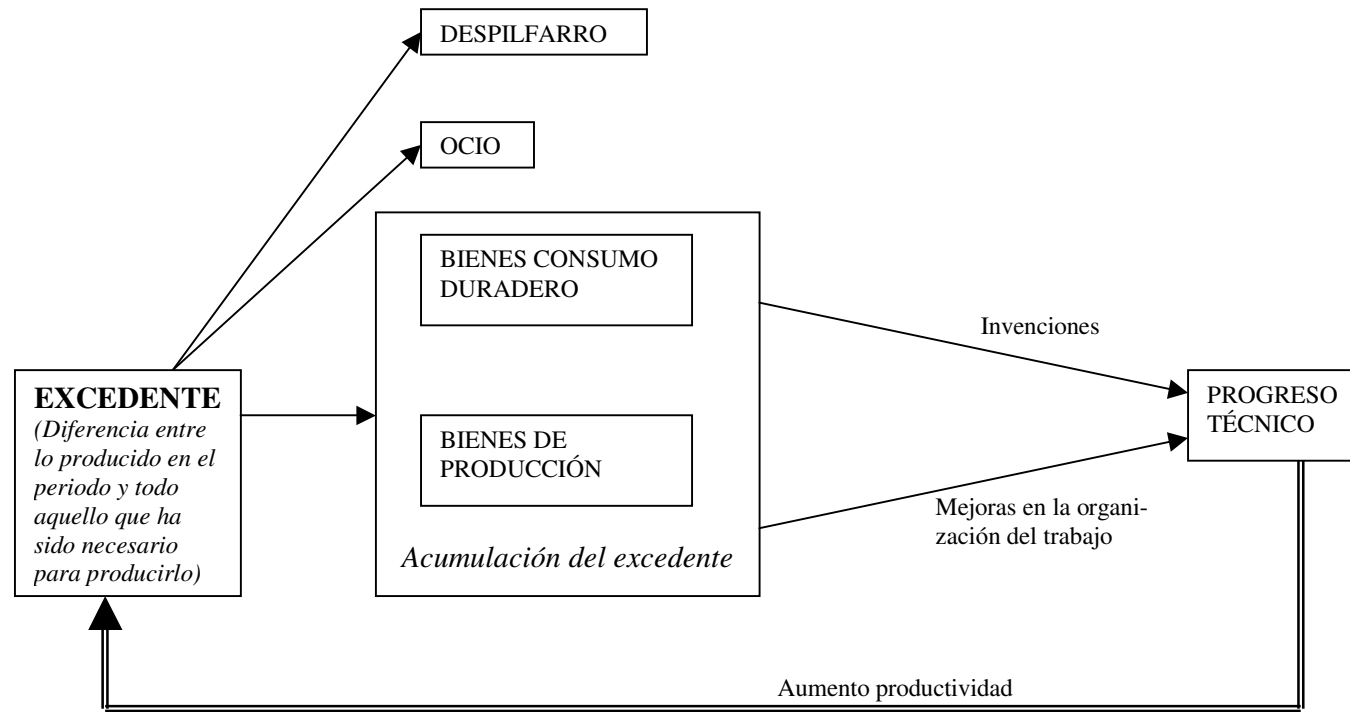 DESPILFARRO
OCIO
BIENES CONSUMO
DURADERO
Invenciones
EXCEDENTE
(Diferencia entre
lo producido en el
periodo y todo
aquello que ha
sido necesario
para producirlo)
BIENES DE
PRODUCCIÓN
Acumulación del excedente
PROGRESO
TÉCNICO
Mejoras en la organi-
zación del trabajo
Aumento productividad